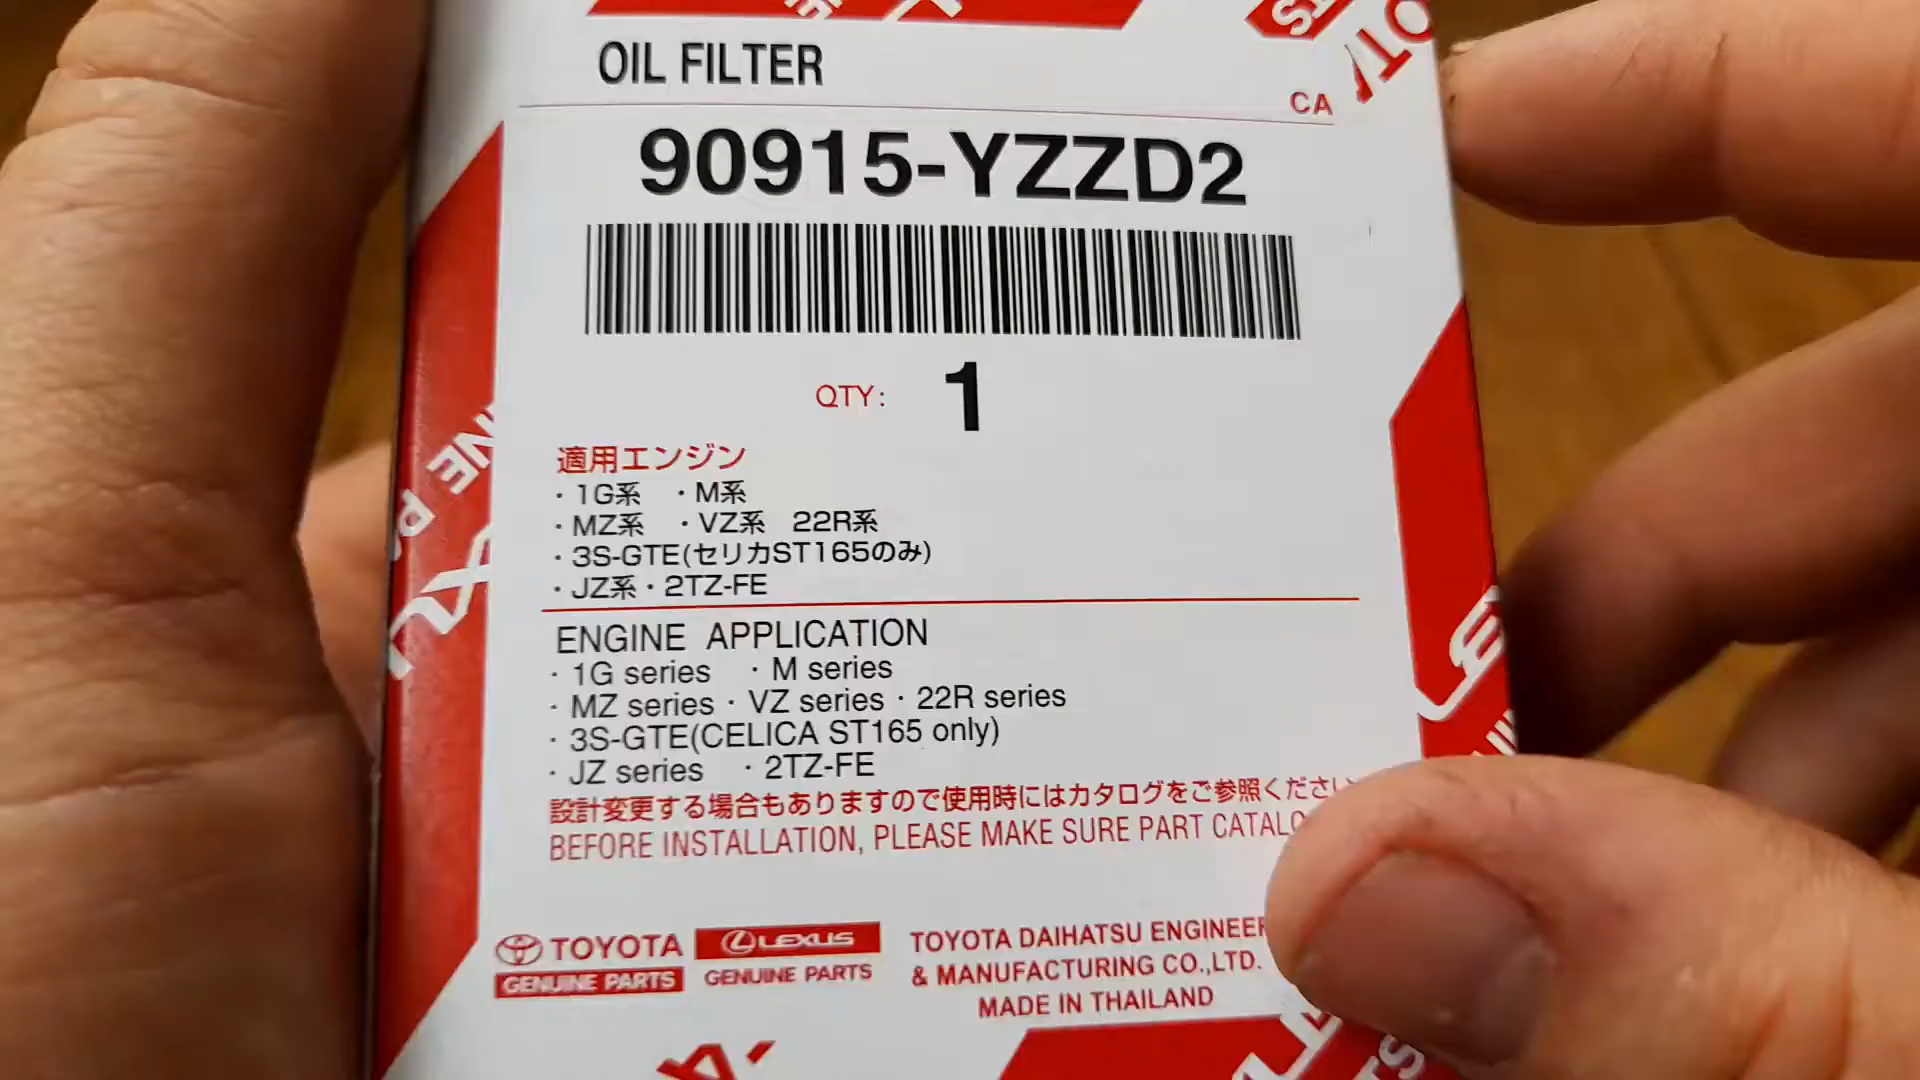 OIL FILTER
CA
90915-YZZD2
QTY: 1
適用エンジン
・1G系 ・M系
・MZ系 ・VZ系 22R系
・3S-GTE(セリカST165のみ)
・JZ系・2TZ-FE
ENGINE APPLICATION
・1G series ・M series
・MZ series・VZ series・22R series
・3S-GTE(CELICA ST165 only)
・JZ series ・2TZ-FE
設計変更する場合もありますので使用時にはカタログをご参照ください
BEFORE INSTALLATION, PLEASE MAKE SURE PART
TOYOTA
GENUINE PARTS
LEXUS
GENUINE PARTS
TOYOTA DAIHATSU
& MANUFACTURING CO.,LTD.
MADE IN THAILAND